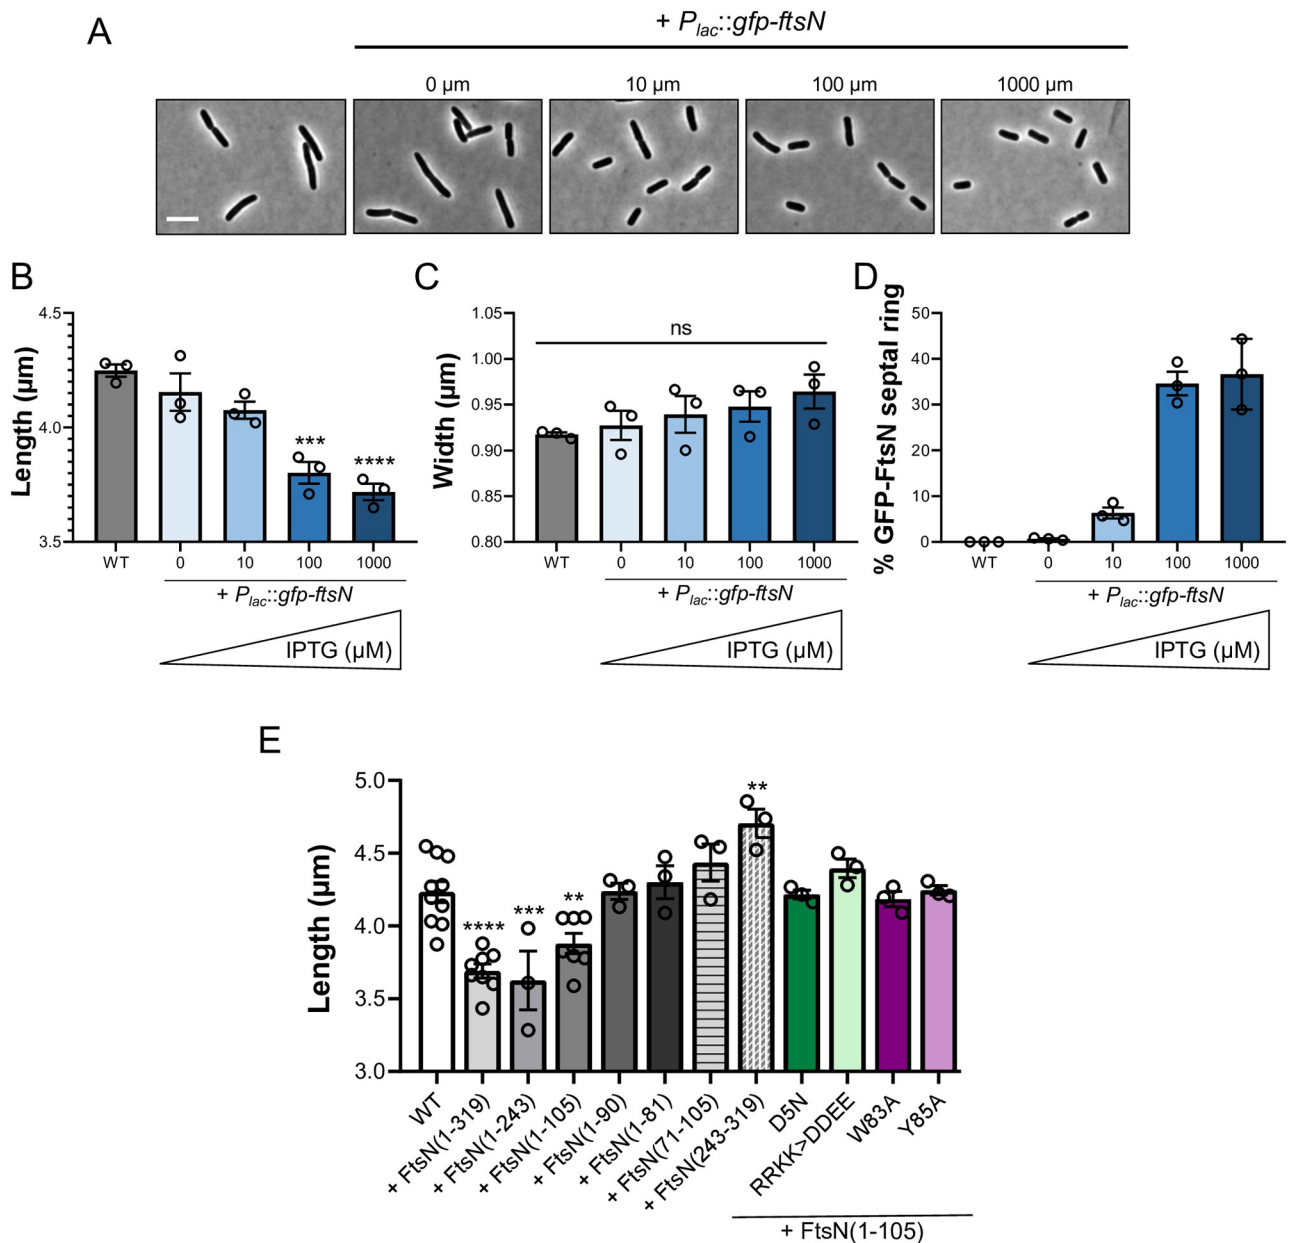 A
+ Plac::gfp-ftsN
0 µm
10 µm
100 µm
1000 µm
B
Length (µm)
4.5
4.0
3.5
***
****
WT
0
10
100
1000
+ Plac::gfp-ftsN
IPTG (µM)
C
Width (µm)
1.05
1.00
0.95
0.90
0.85
0.80
ns
WT
0
10
100
1000
+ Plac::gfp-ftsN
IPTG (µM)
D
% GFP-FtsN septal ring
50
40
30
20
10
0
WT
0
10
100
1000
+ Plac::gfp-ftsN
IPTG (µM)
E
Length (µm)
5.0
4.5
4.0
3.5
3.0
****
***
**
**
WT
+ FtsN(1-319)
+ FtsN(1-243)
+ FtsN(1-105)
+ FtsN(1-90)
+ FtsN(1-81)
+ FtsN(71-105)
+ FtsN(243-319)
D5N
RRKK>DDEE
W83A
Y85A
+ FtsN(1-105)